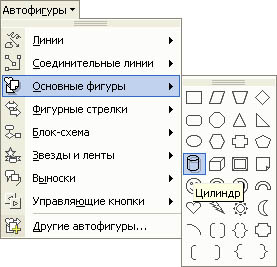 Автофигуры
Линии
Соединительные линии
Основные фигуры
Фигурные стрелки
Блок-схема
Звезды и ленты
Выноски
Управляющие кнопки
Другие автофигуры...
Цилиндр